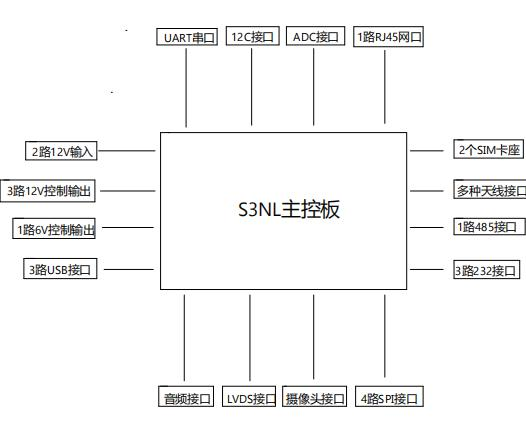 UART串口
12C接口
ADC接口
1路RJ45网口
2路12V输入
3路12V控制输出
1路6V控制输出
3路USB接口
S3NL主控板
2个SIM卡座
多种天线接口
1路485接口
3路232接口
音频接口
LVDS接口
摄像头接口
4路SPI接口